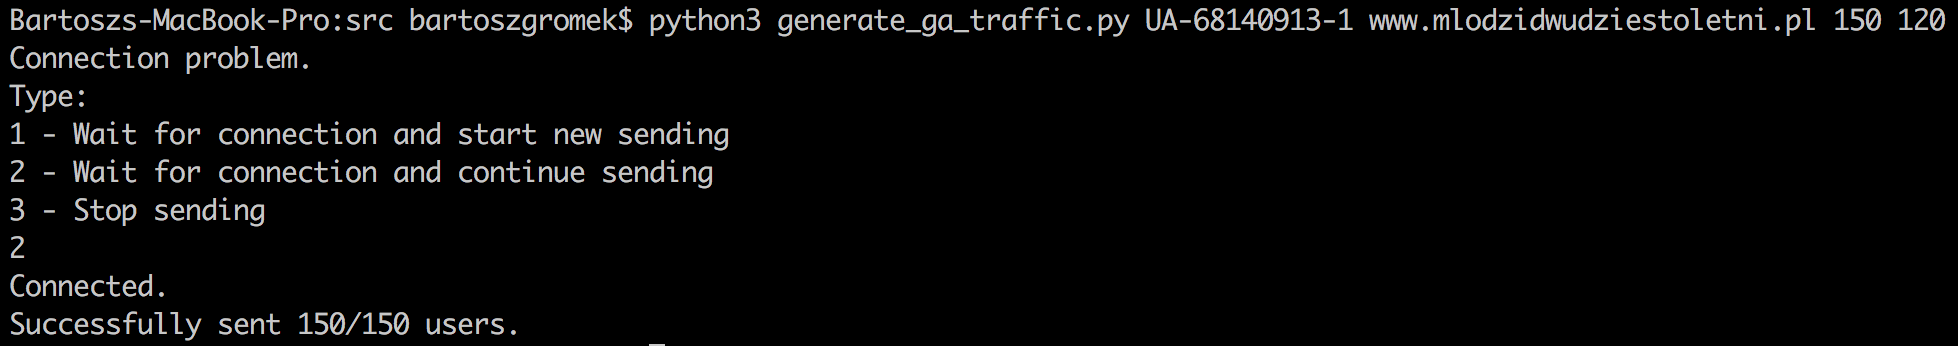 Bartoszs-MacBook-Pro:src bartoszgromek$ python3 generate_ga_traffic.py UA-68140913-1 www.mlodzidwudziestoletni.pl 150 120
Connection problem.
Type:
1 - Wait for connection and start new sending
2 - Wait for connection and continue sending
3 - Stop sending
2
Connected.
Successfully sent 150/150 users.